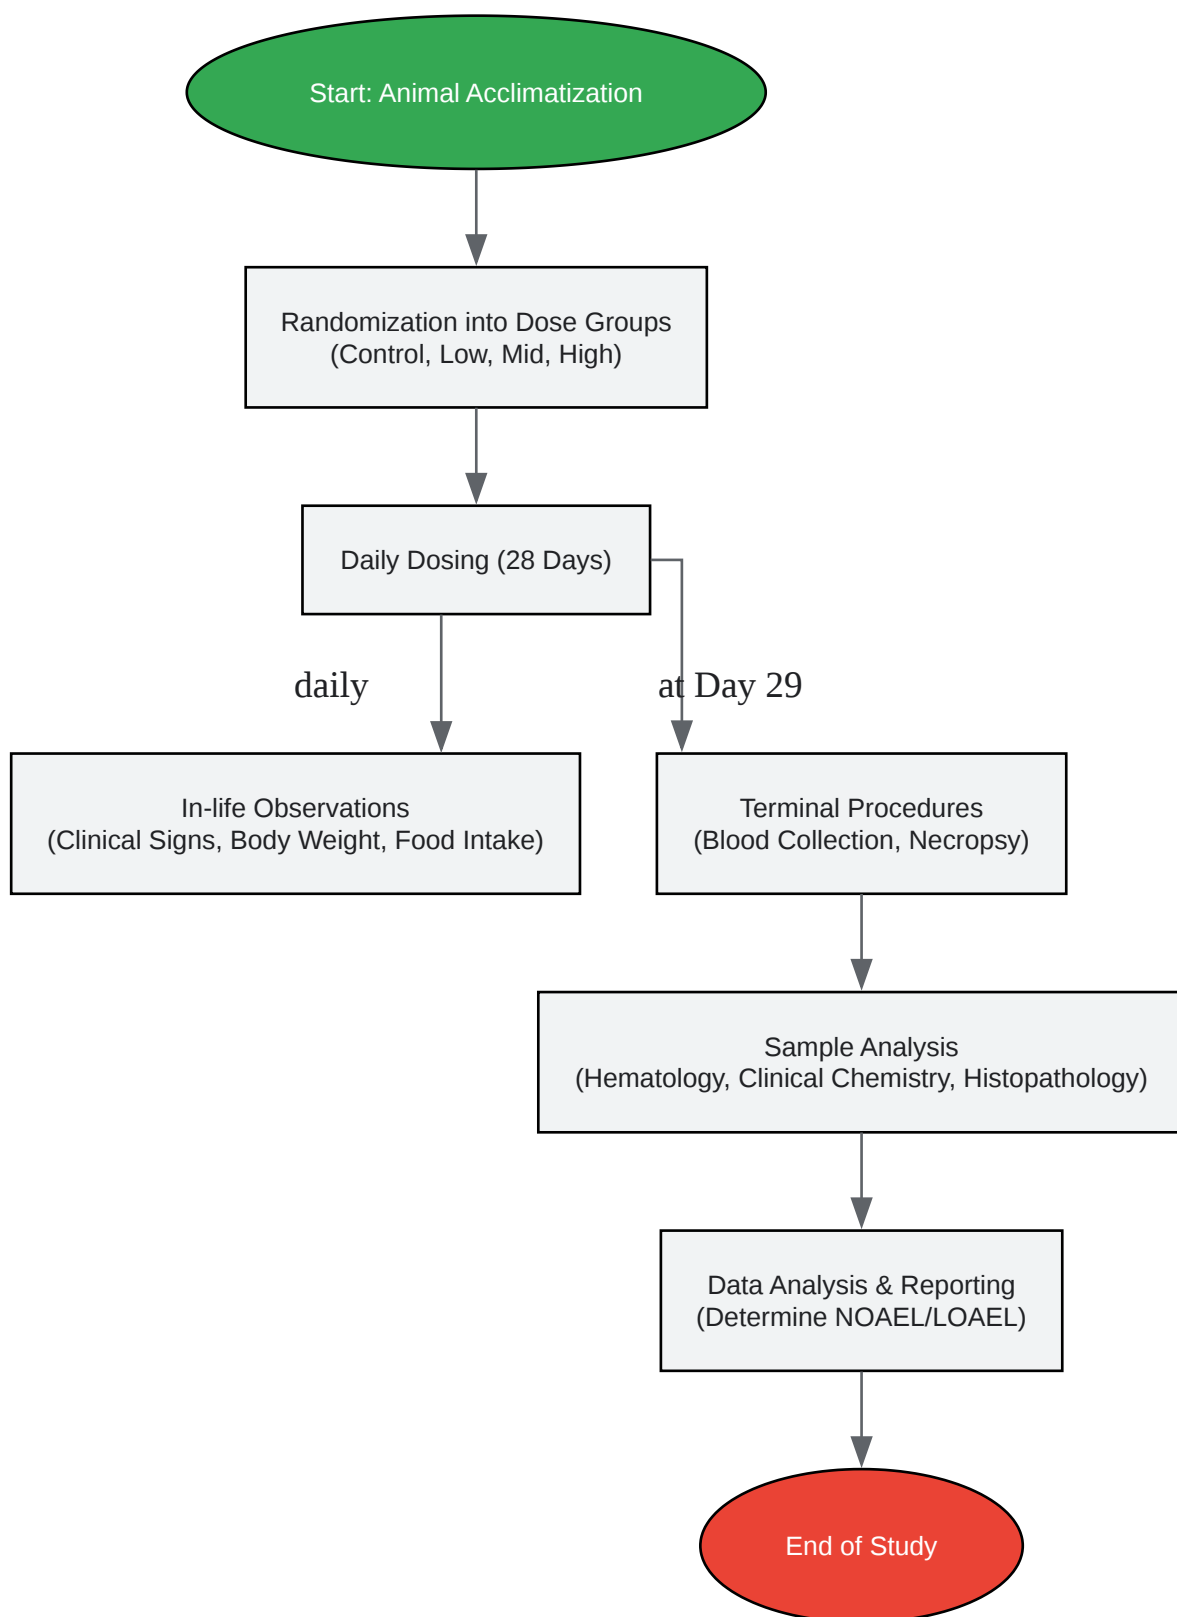 Start: Animal Acclimatization
Randomization into Dose Groups
(Control, Low, Mid, High)
Daily Dosing (28 Days)
daily
at Day 29
In-life Observations
(Clinical Signs, Body Weight, Food Intake)
Terminal Procedures
(Blood Collection, Necropsy)
Sample Analysis
(Hematology, Clinical Chemistry, Histopathology)
Data Analysis & Reporting
(Determine NOAEL/LOAEL)
End of Study